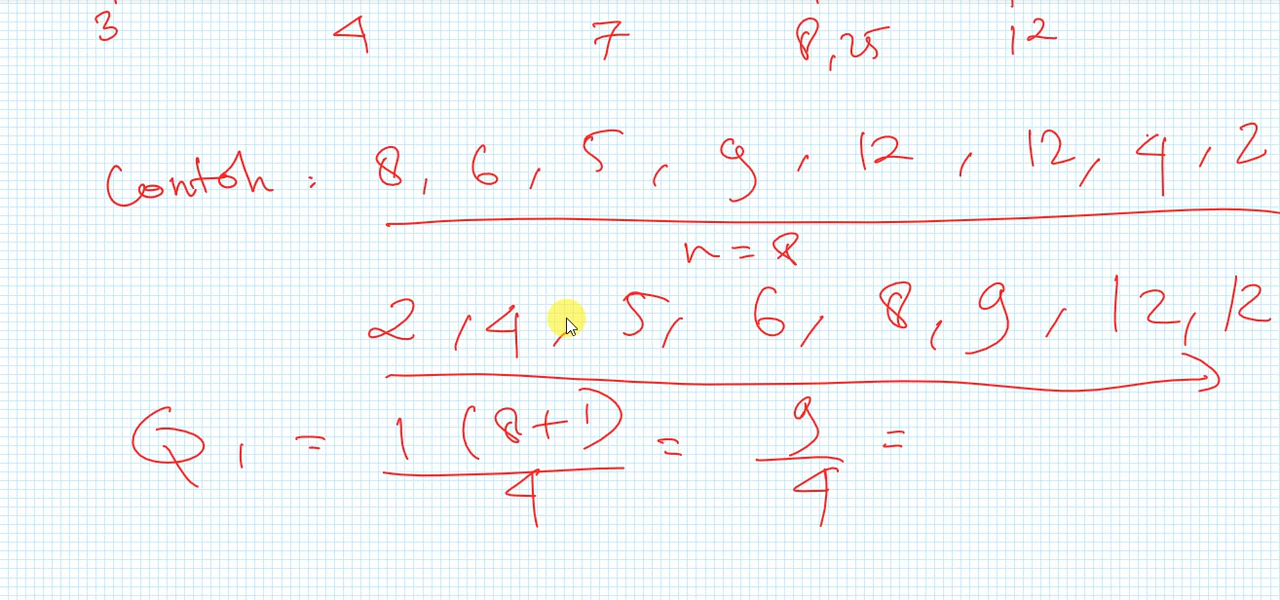 3 4 7 8,25 12
Contoh : 8, 6, 5, 9, 12, 12, 4, 2
n = 8
2, 4, 5, 6, 8, 9, 12, 12
Q1 = 1 (8+1) / 4 = 9 / 4 =